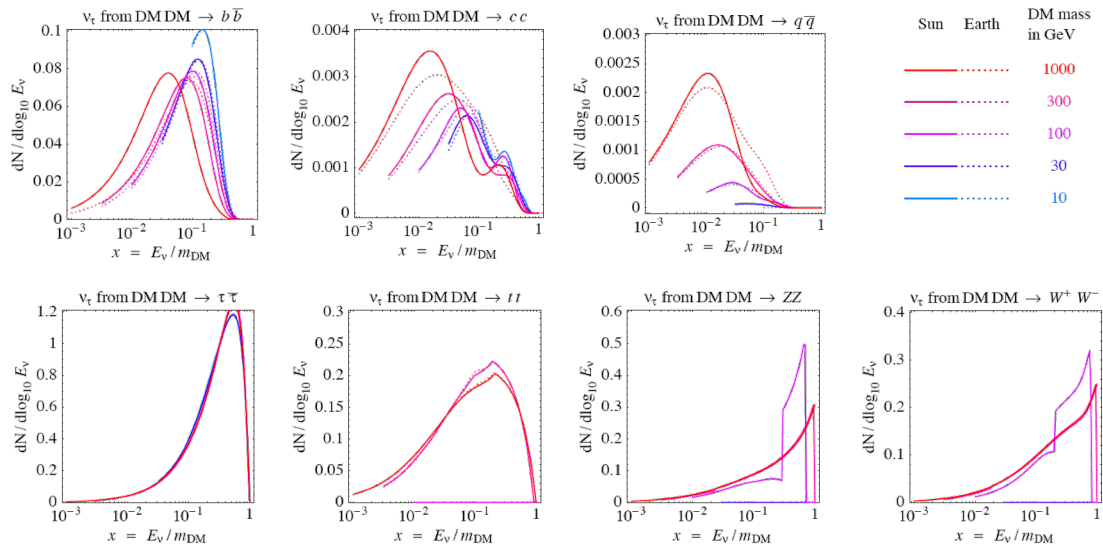 ν_τ from DM DM → b b̅
dN / dlog₁₀ E_ν
0.1
0.08
0.06
0.04
0.02
0
10⁻³ 10⁻² 10⁻¹ 1
x = E_ν / m_DM
ν_τ from DM DM → c c
dN / dlog₁₀ E_ν
0.004
0.003
0.002
0.001
0.000
10⁻³ 10⁻² 10⁻¹ 1
x = E_ν / m_DM
ν_τ from DM DM → q q̅
dN / dlog₁₀ E_ν
0.003
0.0025
0.002
0.0015
0.001
0.0005
0
10⁻³ 10⁻² 10⁻¹ 1
x = E_ν / m_DM
Sun Earth DM mass
in GeV
1000
300
100
30
10
ν_τ from DM DM → τ τ̅
dN / dlog₁₀ E_ν
1.2
1
0.8
0.6
0.4
0.2
0
10⁻³ 10⁻² 10⁻¹ 1
x = E_ν / m_DM
ν_τ from DM DM → t t
dN / dlog₁₀ E_ν
0.3
0.25
0.2
0.15
0.1
0.05
0
10⁻³ 10⁻² 10⁻¹ 1
x = E_ν / m_DM
ν_τ from DM DM → ZZ
dN / dlog₁₀ E_ν
0.6
0.5
0.4
0.3
0.2
0.1
0
10⁻³ 10⁻² 10⁻¹ 1
x = E_ν / m_DM
ν_τ from DM DM → W⁺ W⁻
dN / dlog₁₀ E_ν
0.4
0.3
0.2
0.1
0
10⁻³ 10⁻² 10⁻¹ 1
x = E_ν / m_DM